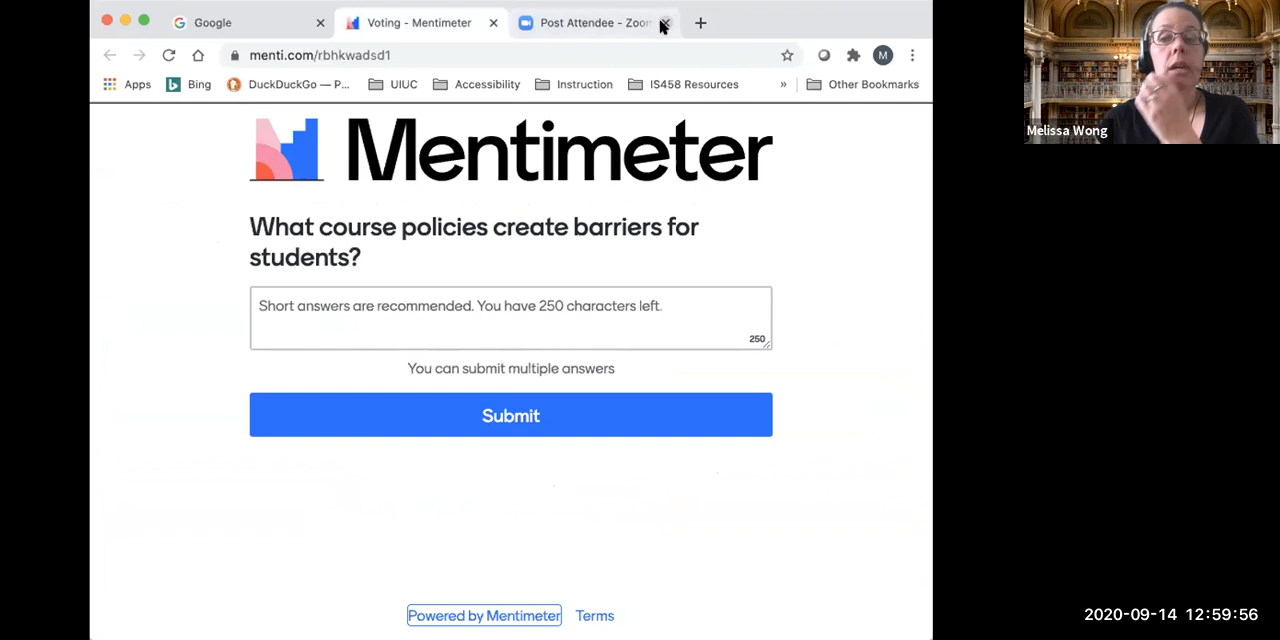 Google
Voting - Mentimeter
Post Attendee - Zoom
menti.com/rbhkwadsd1
M
Apps
Bing
DuckDuckGo — P...
UIUC
Accessibility
Instruction
IS458 Resources
»
Other Bookmarks
Melissa Wong
Mentimeter
What course policies create barriers for
students?
Short answers are recommended. You have 250 characters left.
250
You can submit multiple answers
Submit
Powered by Mentimeter
Terms
2020-09-14 12:59:56